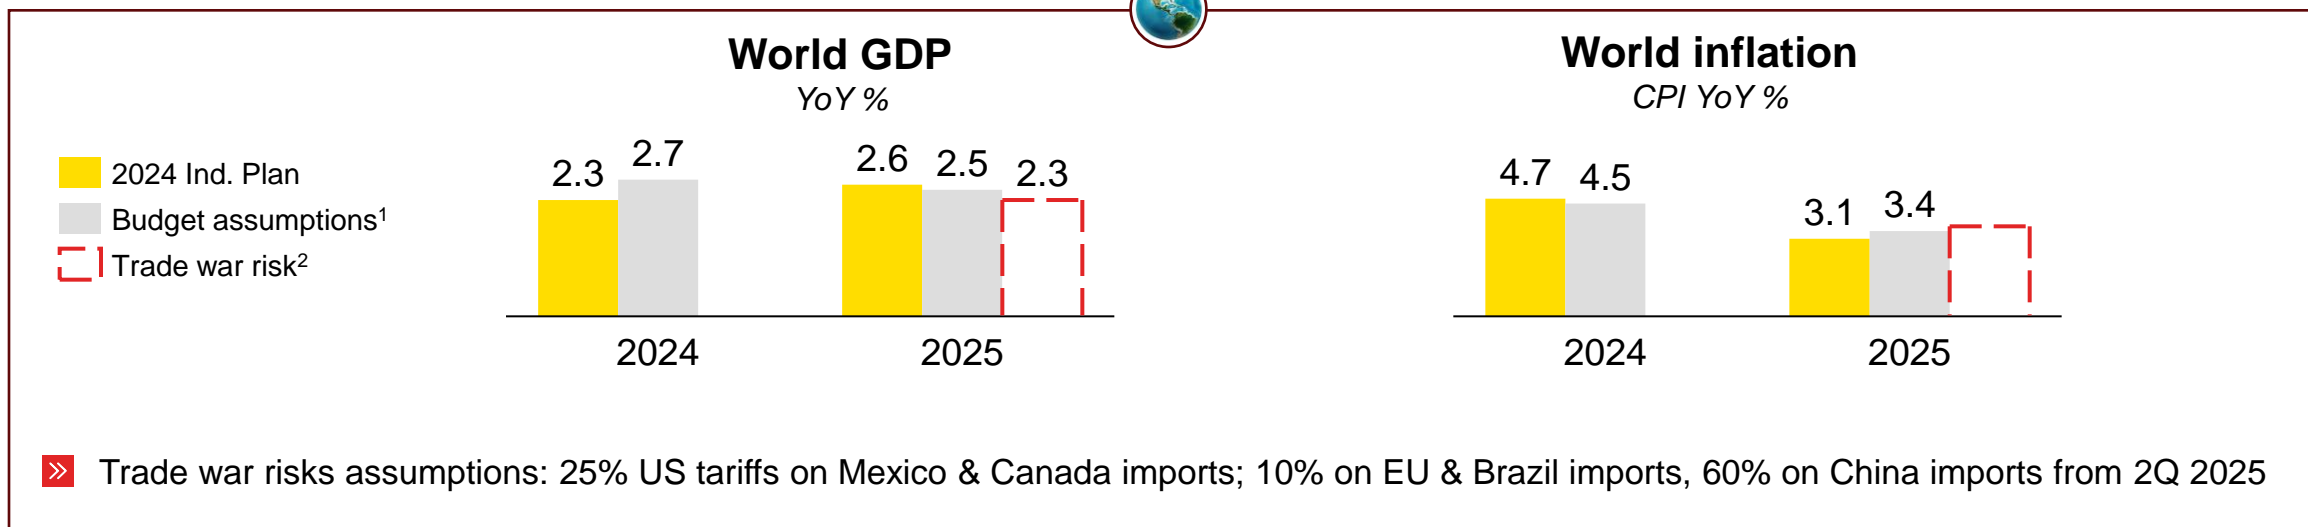 World GDP
YoY %
World inflation
CPI YoY %
2024 Ind. Plan
Budget assumptions¹
Trade war risk²
2.3
2.7
2.6
2.5
2.3
2024
2025
4.7
4.5
3.1
3.4
2024
2025
Trade war risks assumptions: 25% US tariffs on Mexico & Canada imports; 10% on EU & Brazil imports, 60% on China imports from 2Q 2025